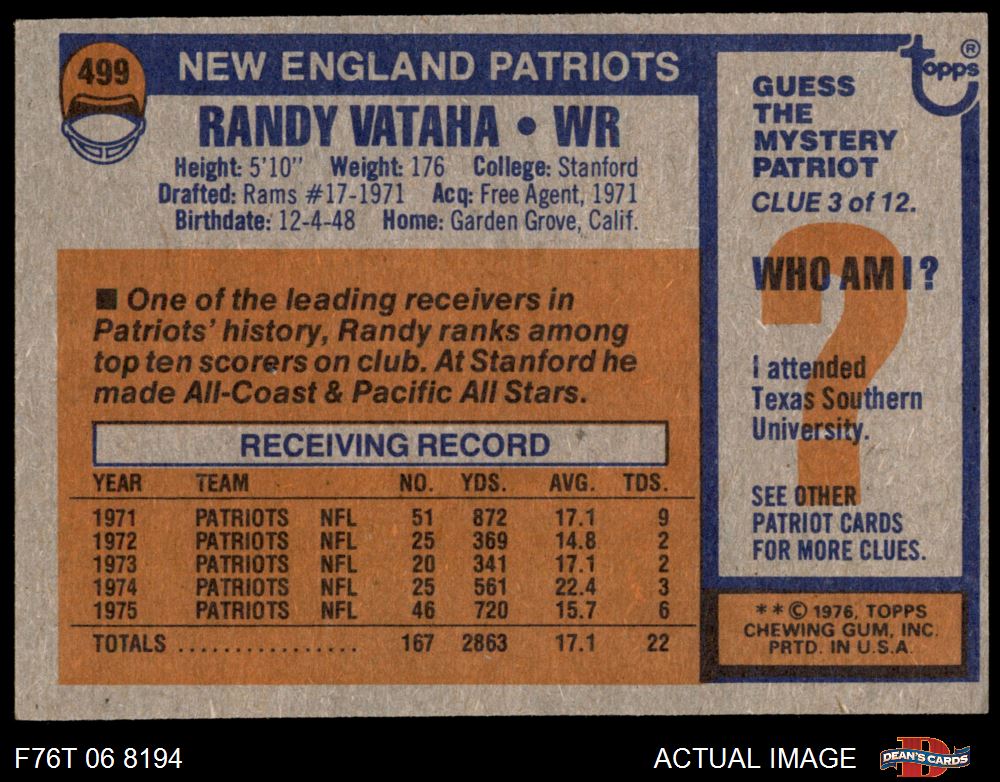 499
NEW ENGLAND PATRIOTS
RANDY VATAHA • WR
Height: 5'10" Weight: 176 College: Stanford
Drafted: Rams #17-1971 Acq: Free Agent, 1971
Birthdate: 12-4-48 Home: Garden Grove, Calif.
■ One of the leading receivers in
Patriots' history, Randy ranks among
top ten scorers on club. At Stanford he
made All-Coast & Pacific All Stars.
RECEIVING RECORD
YEAR TEAM NO. YDS. AVG. TDS.
1971 PATRIOTS NFL 51 872 17.1 9
1972 PATRIOTS NFL 25 369 14.8 2
1973 PATRIOTS NFL 20 341 17.1 2
1974 PATRIOTS NFL 25 561 22.4 3
1975 PATRIOTS NFL 46 720 15.7 6
TOTALS ................ 167 2863 17.1 22
topps ®
GUESS
THE
MYSTERY
PATRIOT
CLUE 3 of 12.
WHO AM I?
?
I attended
Texas Southern
University.
SEE OTHER
PATRIOT CARDS
FOR MORE CLUES.
** © 1976, TOPPS
CHEWING GUM, INC.
PRTD. IN U.S.A.
F76T 06 8194
ACTUAL IMAGE
D
DEAN'S CARDS